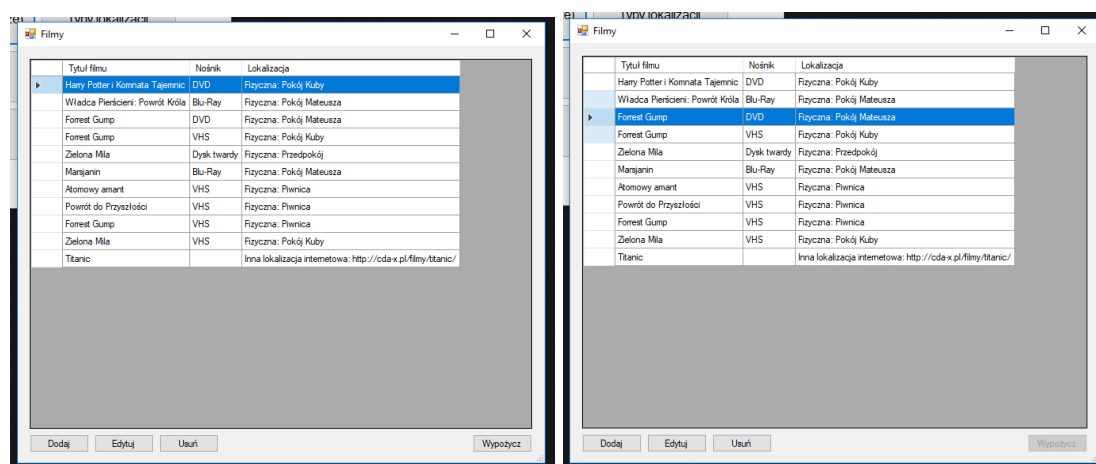 Typy lokalizacji
Filmy
Tytuł filmu Nośnik Lokalizacja
Harry Potter i Komnata Tajemnic DVD Fizyczna: Pokój Kuby
Władca Pierścieni: Powrót Króla Blu-Ray Fizyczna: Pokój Mateusza
Forrest Gump DVD Fizyczna: Pokój Mateusza
Forrest Gump VHS Fizyczna: Pokój Kuby
Zielona Mila Dysk twardy Fizyczna: Przedpokój
Marsjanin Blu-Ray Fizyczna: Pokój Mateusza
Atomowy amant VHS Fizyczna: Piwnica
Powrót do Przyszłości VHS Fizyczna: Piwnica
Forrest Gump VHS Fizyczna: Piwnica
Zielona Mila VHS Fizyczna: Pokój Kuby
Titanic Inna lokalizacja internetowa: http://cda-x.pl/filmy/titanic/
Dodaj Edytuj Usuń Wypożycz
Typy lokalizacji
Filmy
Tytuł filmu Nośnik Lokalizacja
Harry Potter i Komnata Tajemnic DVD Fizyczna: Pokój Kuby
Władca Pierścieni: Powrót Króla Blu-Ray Fizyczna: Pokój Mateusza
Forrest Gump DVD Fizyczna: Pokój Mateusza
Forrest Gump VHS Fizyczna: Pokój Kuby
Zielona Mila Dysk twardy Fizyczna: Przedpokój
Marsjanin Blu-Ray Fizyczna: Pokój Mateusza
Atomowy amant VHS Fizyczna: Piwnica
Powrót do Przyszłości VHS Fizyczna: Piwnica
Forrest Gump VHS Fizyczna: Piwnica
Zielona Mila VHS Fizyczna: Pokój Kuby
Titanic Inna lokalizacja internetowa: http://cda-x.pl/filmy/titanic/
Dodaj Edytuj Usuń Wypożycz